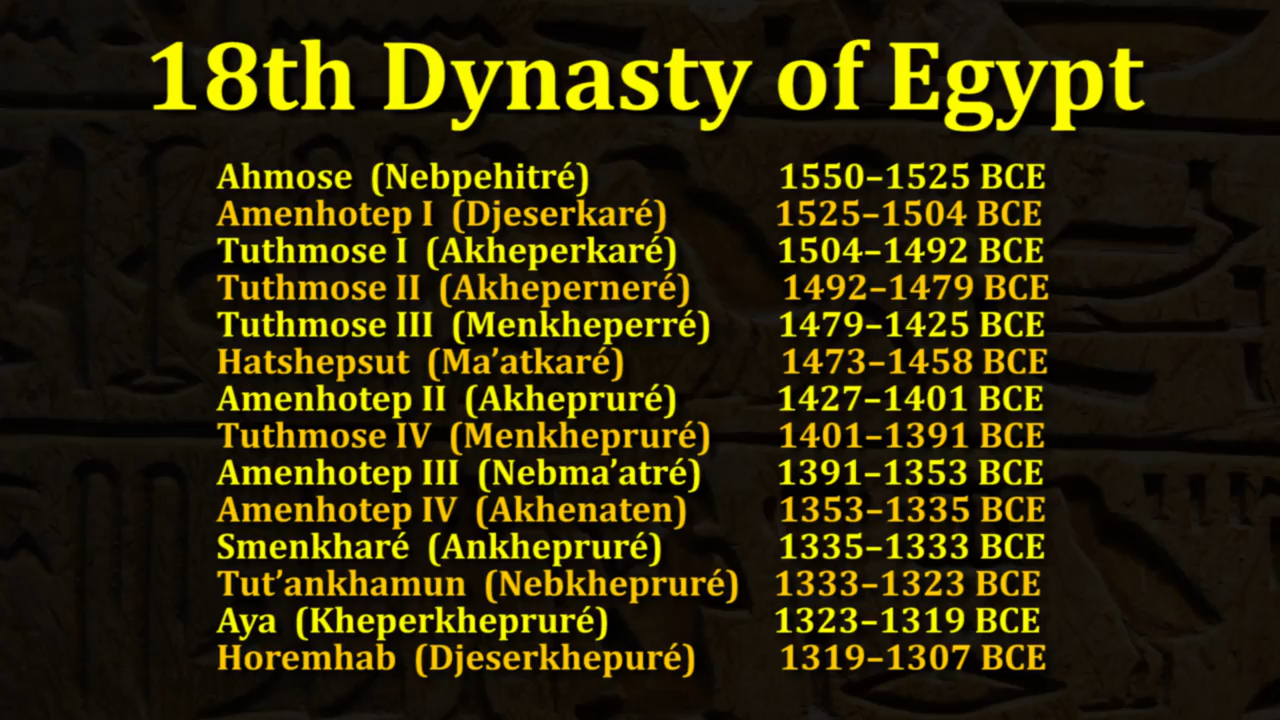 18th Dynasty of Egypt
Ahmose (Nebpehitré) 1550–1525 BCE
Amenhotep I (Djeserkaré) 1525–1504 BCE
Tuthmose I (Akheperkaré) 1504–1492 BCE
Tuthmose II (Akheperneré) 1492–1479 BCE
Tuthmose III (Menkheperré) 1479–1425 BCE
Hatshepsut (Ma’atkaré) 1473–1458 BCE
Amenhotep II (Akhepruré) 1427–1401 BCE
Tuthmose IV (Menkhepruré) 1401–1391 BCE
Amenhotep III (Nebma’atré) 1391–1353 BCE
Amenhotep IV (Akhenaten) 1353–1335 BCE
Smenkharé (Ankhepruré) 1335–1333 BCE
Tut’ankhamun (Nebkhepruré) 1333–1323 BCE
Aya (Kheperkhepruré) 1323–1319 BCE
Horemhab (Djeserkhepuré) 1319–1307 BCE